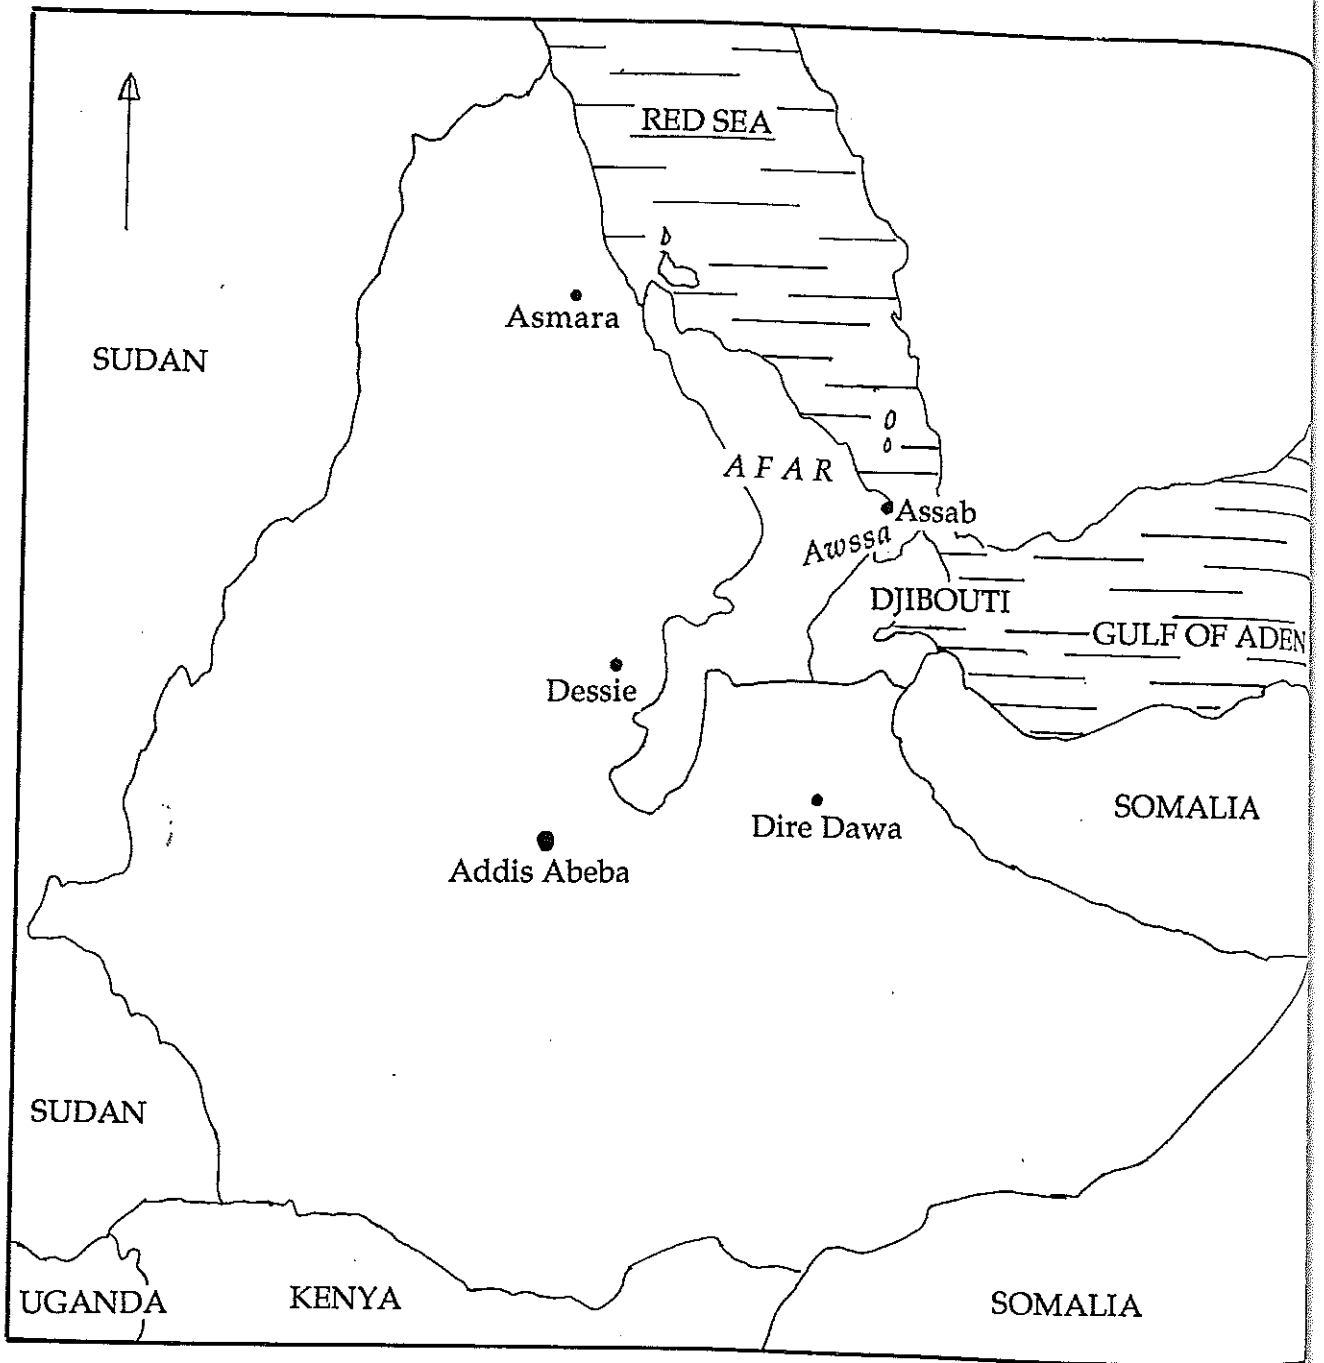 RED SEA
Asmara
SUDAN
AFAR
Assab
Awssa
DJIBOUTI
GULF OF ADEN
Dessie
SOMALIA
Dire Dawa
Addis Abeba
SUDAN
UGANDA
KENYA
SOMALIA